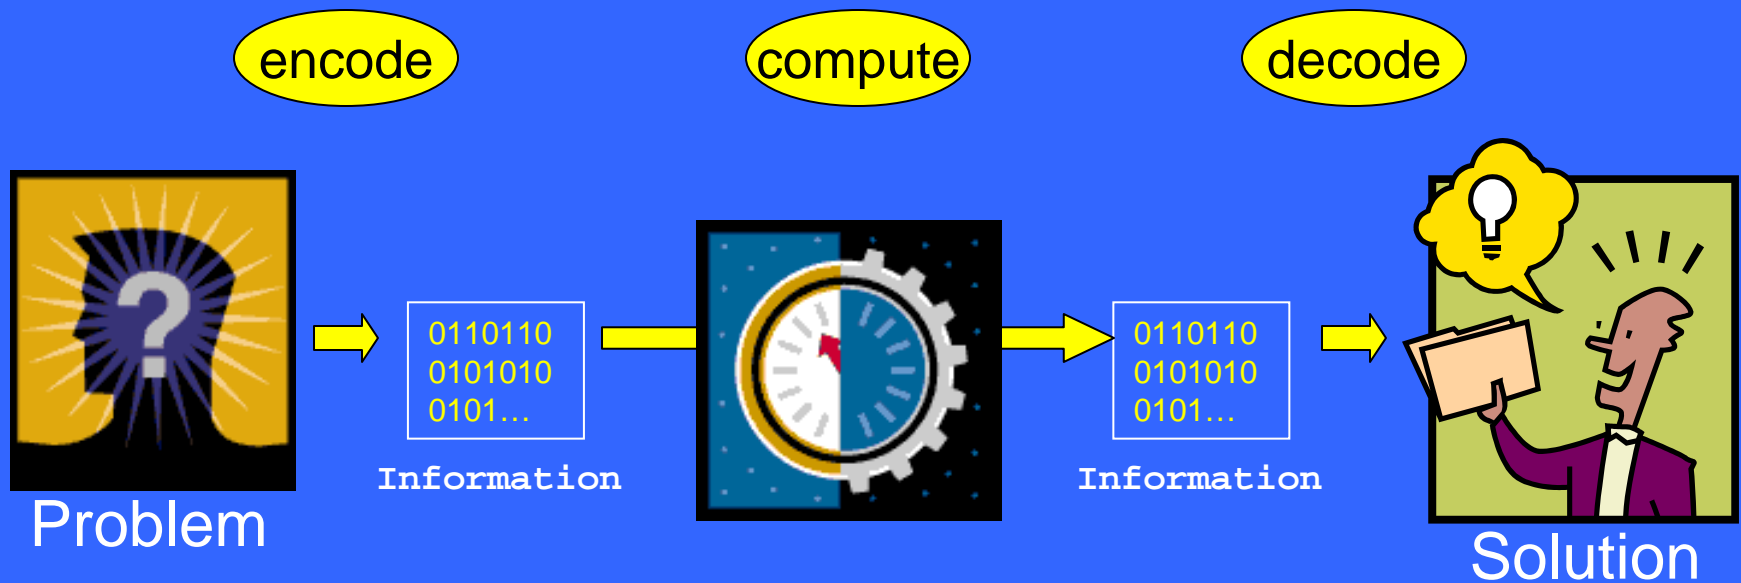 encode
compute
decode
?
0110110
0101010
0101…
Information
0110110
0101010
0101…
Information
Problem
Solution